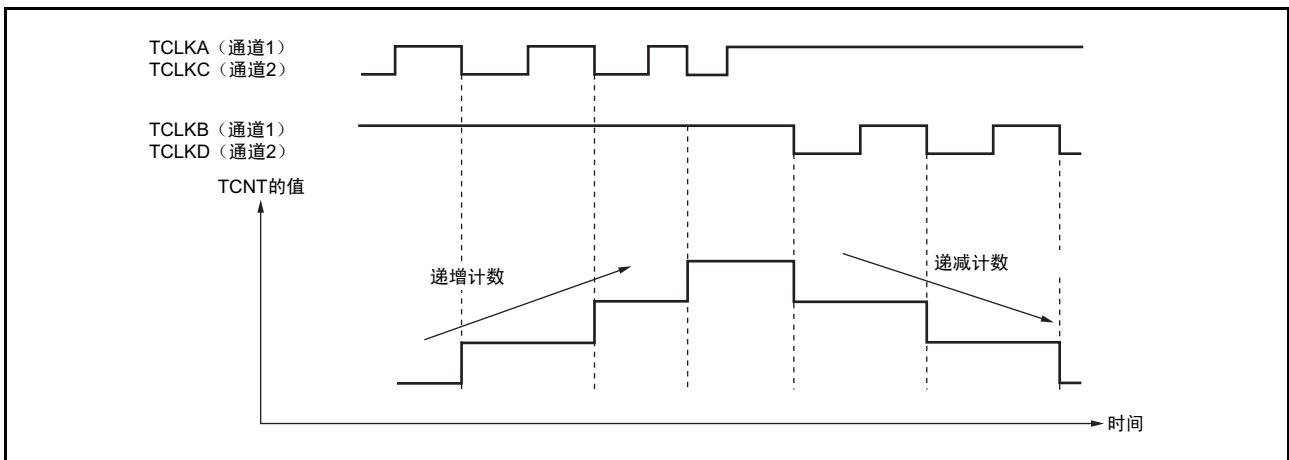 TCLKA（通道1）
TCLKC（通道2）
TCLKB（通道1）
TCLKD（通道2）
TCNT的值
递增计数
递减计数
时间